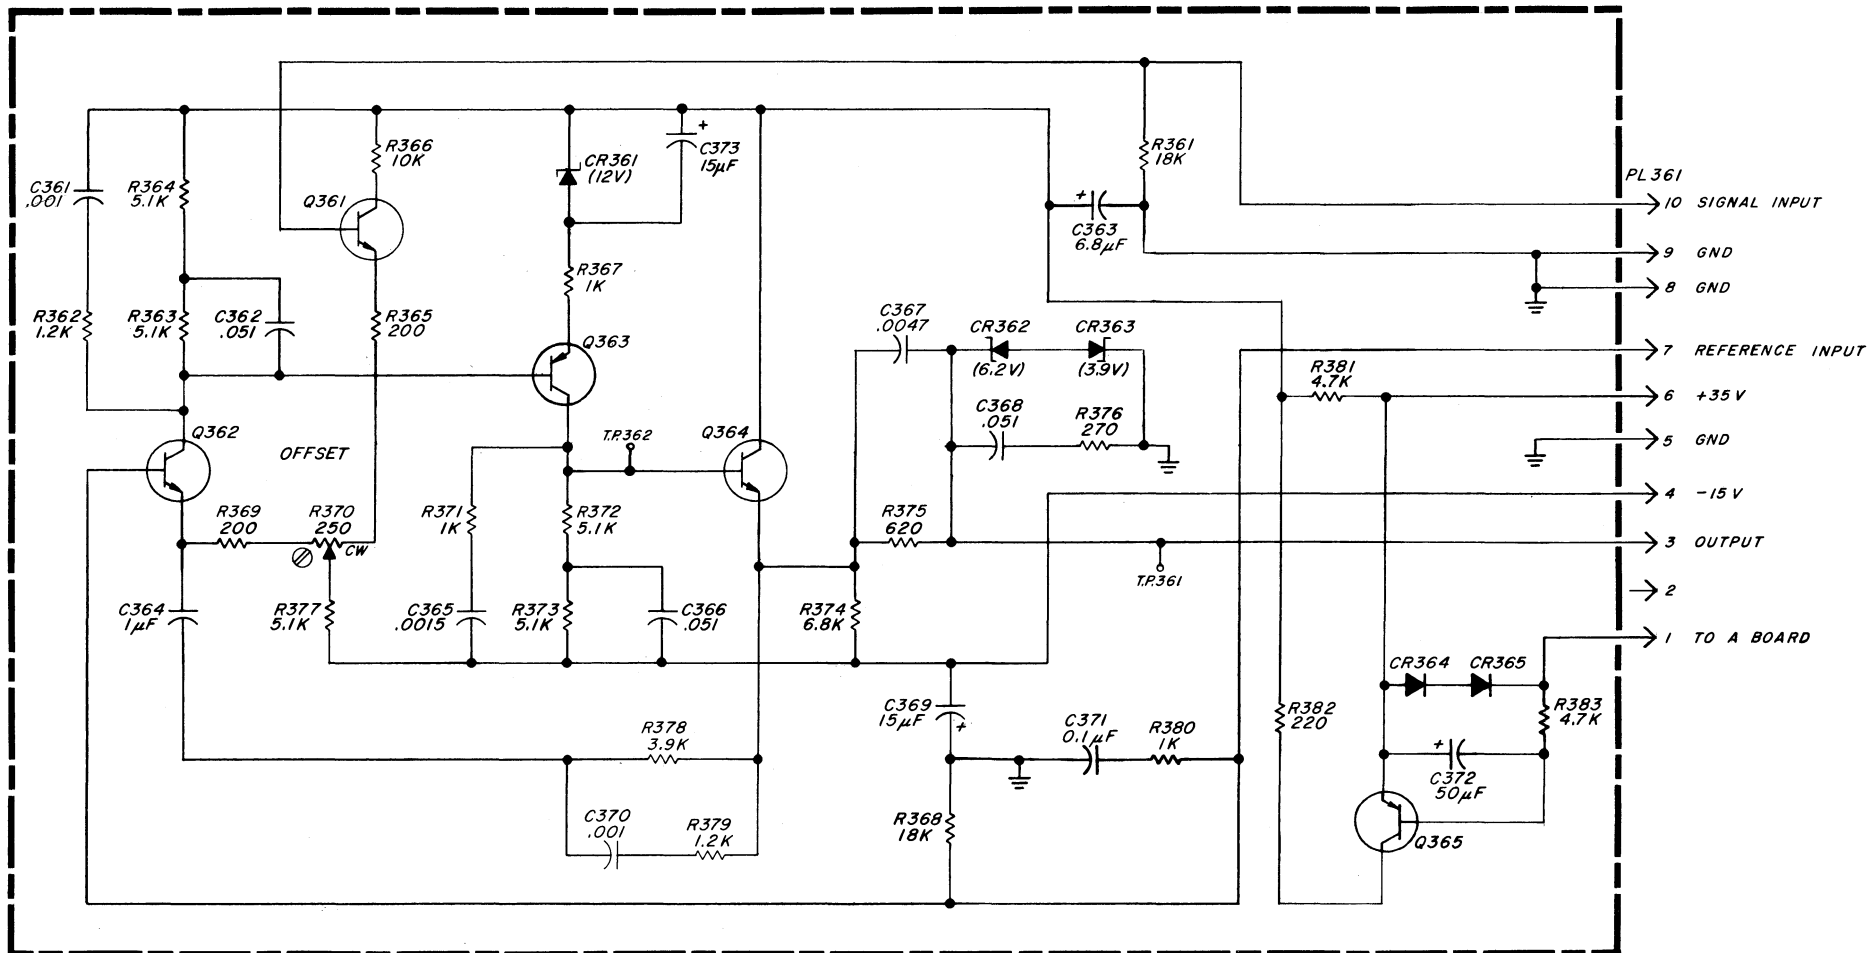 R361
18K
R366
10K
CR361
(12V)
+
C373
15µF
C361
.001
R364
5.1K
Q361
PL361
10 SIGNAL INPUT
+
C363
6.8µF
9 GND
R367
1K
8 GND
R362
1.2K
R363
5.1K
C362
.051
R365
200
C367
.0047
CR362
(6.2V)
CR363
(3.9V)
Q363
7 REFERENCE INPUT
R381
4.7K
6 +35V
C368
.051
R376
270
Q362
OFFSET
T.P.362
Q364
5 GND
4 -15V
R369
200
R370
250
CW
R371
1K
R372
5.1K
R375
620
3 OUTPUT
T.P.361
2
C364
1µF
R377
5.1K
C365
.0015
R373
5.1K
C366
.051
R374
6.8K
1 TO A BOARD
CR364
CR365
C369
15µF
+
R382
220
R383
4.7K
R378
3.9K
C371
0.1µF
R380
1K
+
C372
50µF
C370
.001
R379
1.2K
R368
18K
Q365